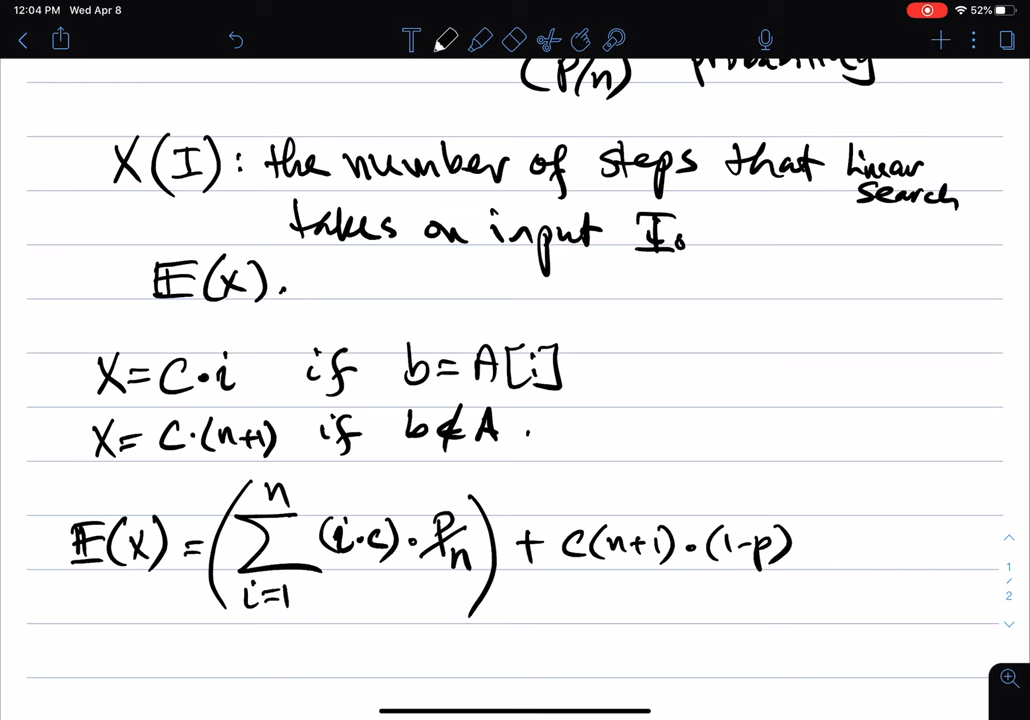 12:04 PM Wed Apr 8
52%
(P/n) probability
X(I): the number of steps that linear search
takes on input I.
𝔼(X).
X = C·i if b = A[i]
X = C·(n+1) if b ∉ A.
𝔼(X) = (∑_{i=1}^{n} (i·c)·P/n) + C(n+1)·(1-p)
1
/
2